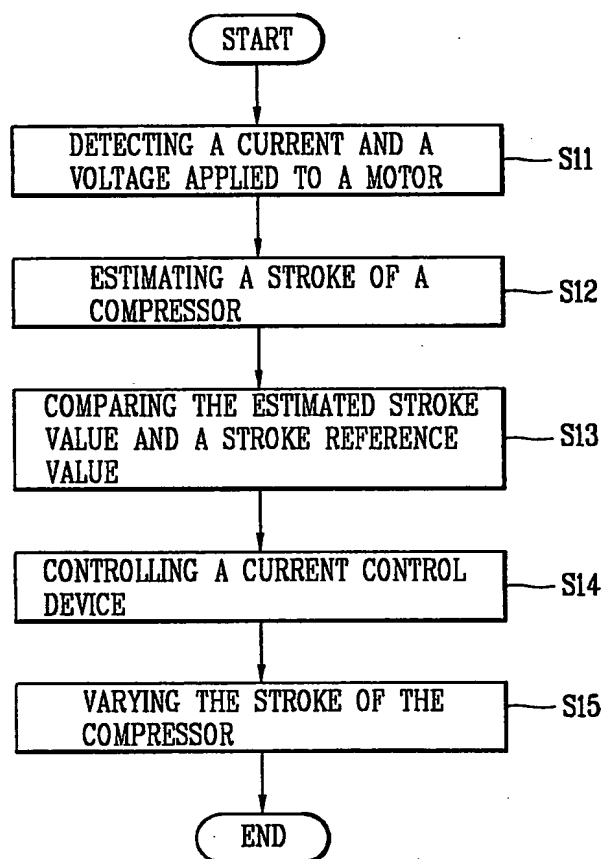 START
DETECTING A CURRENT AND A
VOLTAGE APPLIED TO A MOTOR
S11
ESTIMATING A STROKE OF A
COMPRESSOR
S12
COMPARING THE ESTIMATED STROKE
VALUE AND A STROKE REFERENCE
VALUE
S13
CONTROLLING A CURRENT CONTROL
DEVICE
S14
VARYING THE STROKE OF THE
COMPRESSOR
S15
END